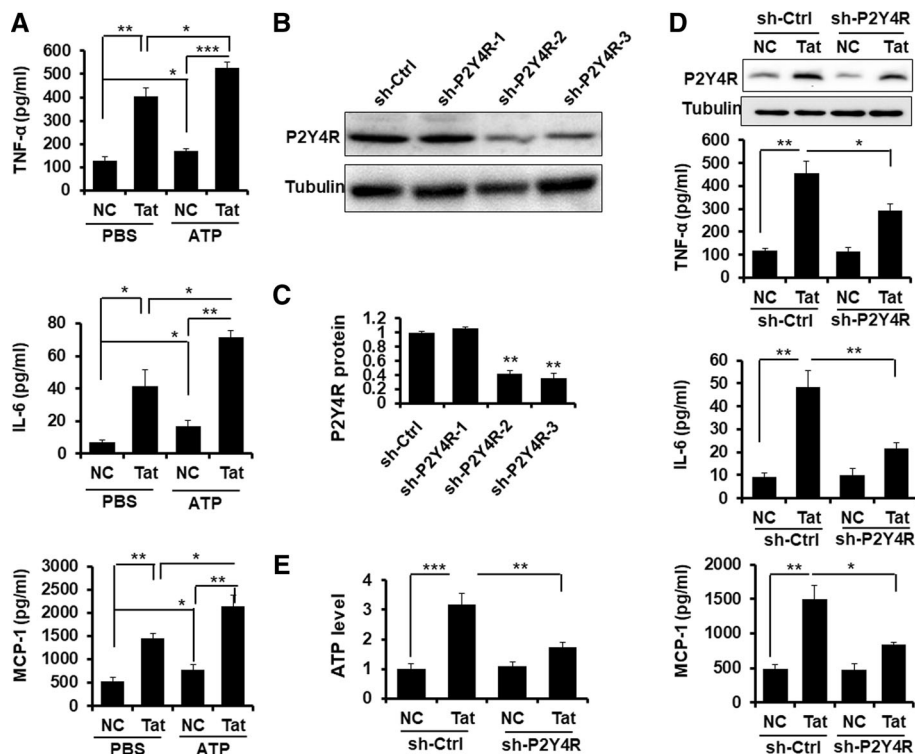 A
** *
***
*
TNF-α (pg/ml)
600
500
400
300
200
100
0
NC Tat NC Tat
PBS ATP
* *
**
*
IL-6 (pg/ml)
80
60
40
20
0
NC Tat NC Tat
PBS ATP
** *
**
*
MCP-1 (pg/ml)
3000
2500
2000
1500
1000
500
0
NC Tat NC Tat
PBS ATP
B
sh-Ctrl sh-P2Y4R-1 sh-P2Y4R-2 sh-P2Y4R-3
P2Y4R
Tubulin
C
P2Y4R protein
1.2
1
0.8
0.6
0.4
0.2
0
** **
sh-Ctrl sh-P2Y4R-1 sh-P2Y4R-2 sh-P2Y4R-3
E
*** **
ATP level
4
3
2
1
0
NC Tat NC Tat
sh-Ctrl sh-P2Y4R
D
sh-Ctrl sh-P2Y4R
NC Tat NC Tat
P2Y4R
Tubulin
** *
TNF-α (pg/ml)
600
500
400
300
200
100
0
NC Tat NC Tat
sh-Ctrl sh-P2Y4R
** **
IL-6 (pg/ml)
60
50
40
30
20
10
0
NC Tat NC Tat
sh-Ctrl sh-P2Y4R
** *
MCP-1 (pg/ml)
2000
1500
1000
500
0
NC Tat NC Tat
sh-Ctrl sh-P2Y4R